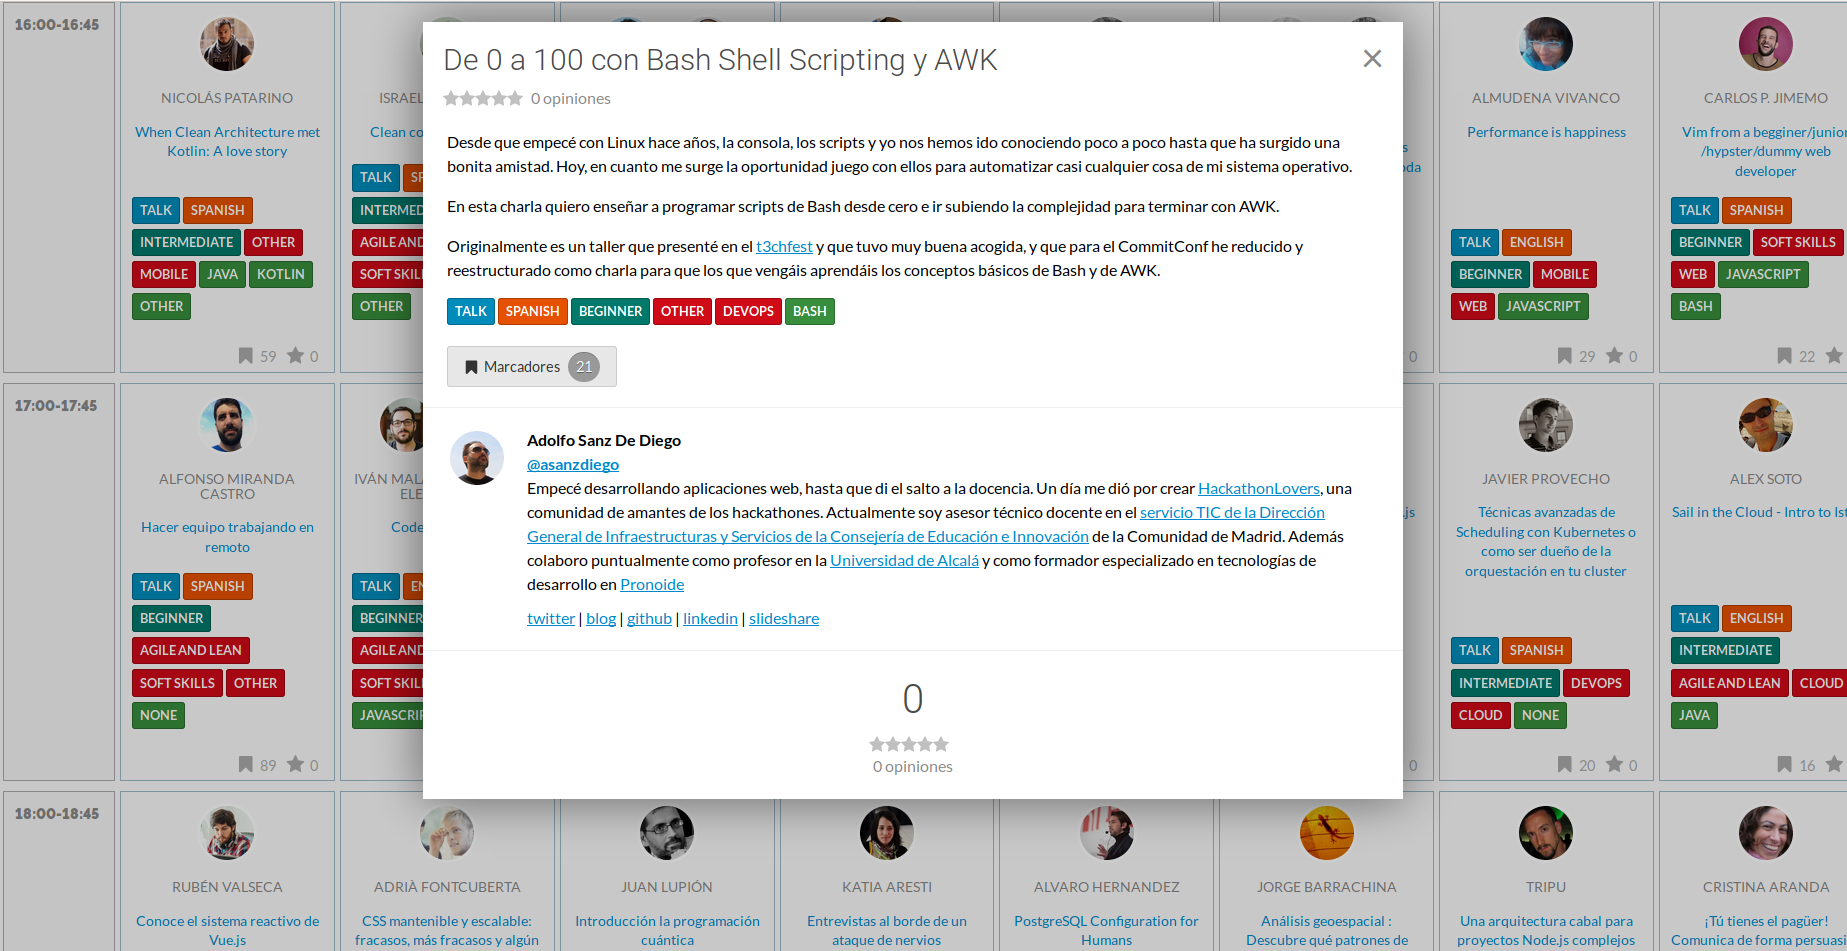 De 0 a 100 con Bash Shell Scripting y AWK
0 opiniones
Desde que empecé con Linux hace años, la consola, los scripts y yo nos hemos ido conociendo poco a poco hasta que ha surgido una
bonita amistad. Hoy, en cuanto me surge la oportunidad juego con ellos para automatizar casi cualquier cosa de mi sistema operativo.
En esta charla quiero enseñar a programar scripts de Bash desde cero e ir subiendo la complejidad para terminar con AWK.
Originalmente es un taller que presenté en el t3chfest y que tuvo muy buena acogida, y que para el CommitConf he reducido y
reestructurado como charla para que los que vengáis aprendáis los conceptos básicos de Bash y de AWK.
TALK SPANISH BEGINNER OTHER DEVOPS BASH
Marcadores 21
Adolfo Sanz De Diego
@asanzdiego
Empecé desarrollando aplicaciones web, hasta que di el salto a la docencia. Un día me dió por crear HackathonLovers, una
comunidad de amantes de los hackathones. Actualmente soy asesor técnico docente en el servicio TIC de la Dirección
General de Infraestructuras y Servicios de la Consejería de Educación e Innovación de la Comunidad de Madrid. Además
colaboro puntualmente como profesor en la Universidad de Alcalá y como formador especializado en tecnologías de
desarrollo en Pronoide
twitter | blog | github | linkedin | slideshare
0
0 opiniones
16:00-16:45
NICOLÁS PATARINO
When Clean Architecture met
Kotlin: A love story
TALK SPANISH
INTERMEDIATE OTHER
MOBILE JAVA KOTLIN
OTHER
59 0
ISRAEL
Clean
TALK
AGILE AND
OTHER
0
ALMUDENA VIVANCO
Performance is happiness
TALK ENGLISH
BEGINNER MOBILE
WEB JAVASCRIPT
29 0
CARLOS P. JIMEMO
Vim from a begginer/junior
/hypster/dummy web
developer
TALK SPANISH
BEGINNER SOFT SKILLS
WEB JAVASCRIPT
BASH
22
17:00-17:45
ALFONSO MIRANDA
CASTRO
Hacer equipo trabajando en
remoto
TALK SPANISH
BEGINNER
AGILE AND LEAN
SOFT SKILLS OTHER
NONE
89 0
IVÁN
TALK
BEGINNER
AGILE AND
.js
0
JAVIER PROVECHO
Técnicas avanzadas de
Scheduling con Kubernetes o
como ser dueño de la
orquestación en tu cluster
TALK SPANISH
INTERMEDIATE DEVOPS
CLOUD NONE
20 0
ALEX SOTO
Sail in the Cloud - Intro to
TALK ENGLISH
INTERMEDIATE
AGILE AND LEAN CLOUD
JAVA
16
18:00-18:45
RUBÉN VALSECA
Conoce el sistema reactivo de
Vue.js
ADRIÀ FONTCUBERTA
CSS mantenible y escalable:
fracasos, más fracasos y algún
JUAN LUPIÓN
Introducción la programación
cuántica
KATIA ARESTI
Entrevistas al borde de un
ataque de nervios
ALVARO HERNANDEZ
PostgreSQL Configuration for
Humans
JORGE BARRACHINA
Análisis geoespacial :
Descubre qué patrones de
TRIPU
Una arquitectura cabal para
proyectos Node.js complejos
CRISTINA ARANDA
¡Tú tienes el pagüer!
Comunica de forma